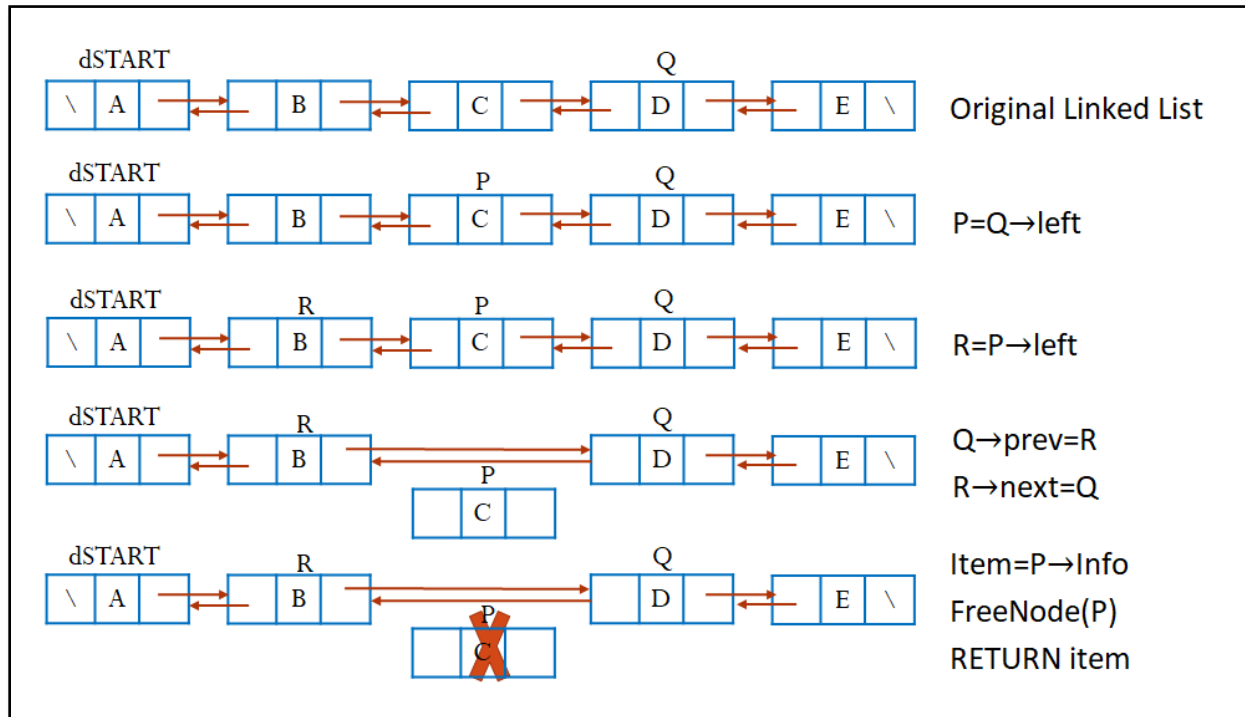 dSTART Q
\ A B C D E \ Original Linked List
dSTART P Q
\ A B C D E \ P=Q→left
dSTART R P Q
\ A B C D E \ R=P→left
dSTART R Q
\ A B D E \ Q→prev=R
P
R→next=Q
C
dSTART R Q
Item=P→Info
\ A B D E \
P
FreeNode(P)
C
RETURN item